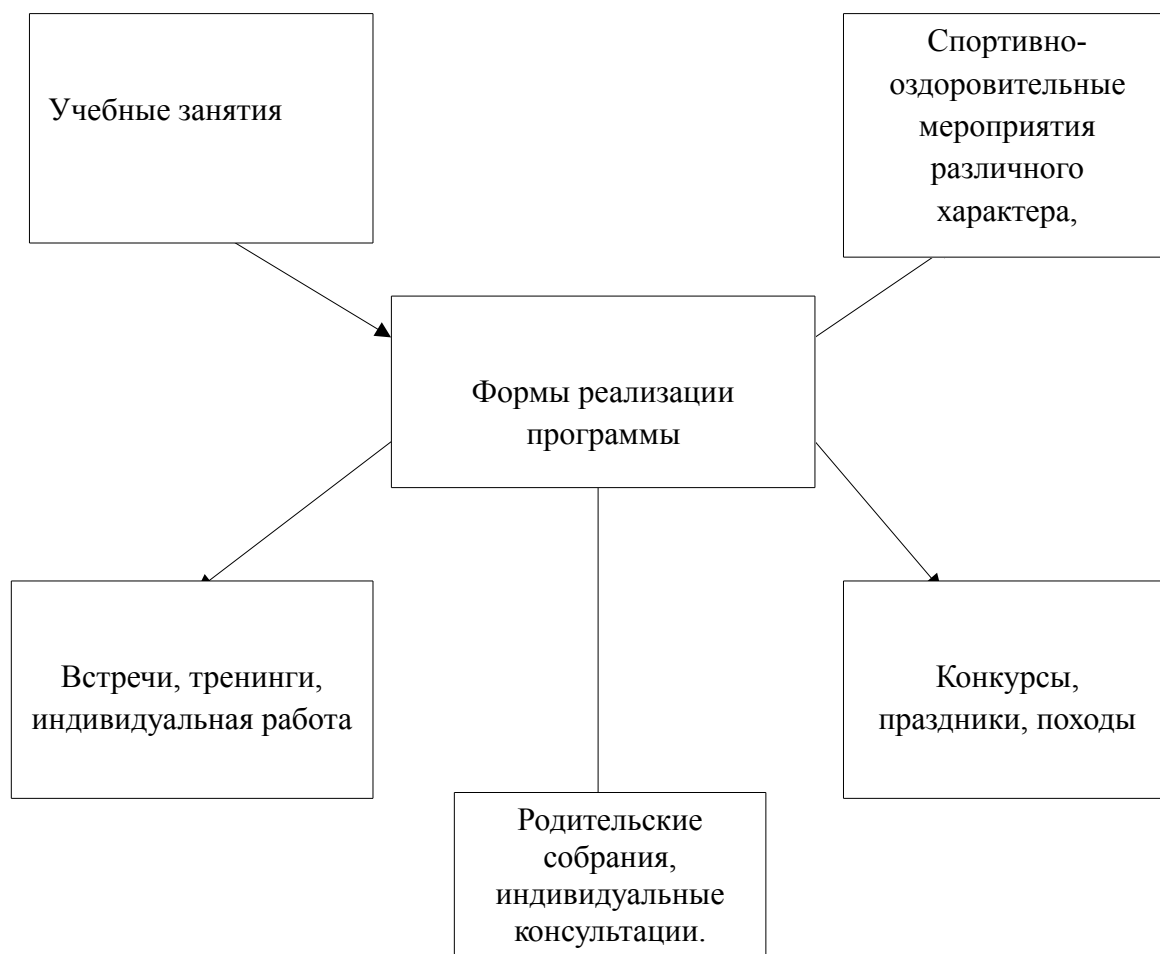 Учебные занятия
Спортивно-
оздоровительные
мероприятия
различного
характера,
Формы реализации
программы
Встречи, тренинги,
индивидуальная работа
Конкурсы,
праздники, походы
Родительские
собрания,
индивидуальные
консультации.